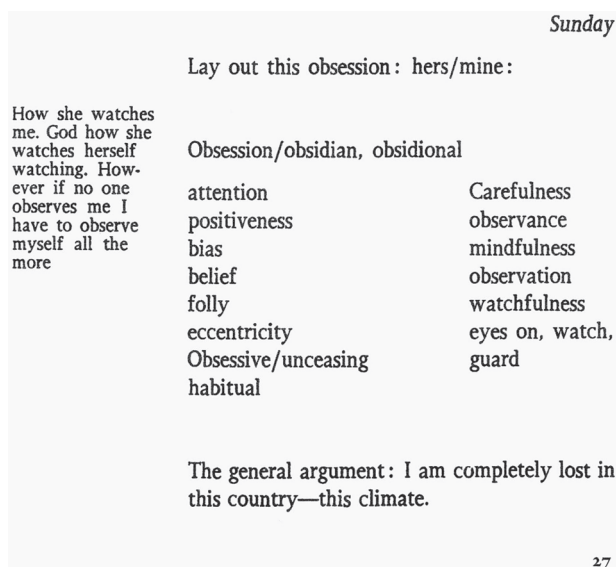 Sunday
Lay out this obsession: hers/mine:
How she watches
me. God how she
watches herself
watching. How-
ever if no one
observes me I
have to observe
myself all the
more
Obsession/obsidian, obsidional
attention
positiveness
bias
belief
folly
eccentricity
Obsessive/unceasing
habitual
Carefulness
observance
mindfulness
observation
watchfulness
eyes on, watch,
guard
The general argument: I am completely lost in
this country—this climate.
27